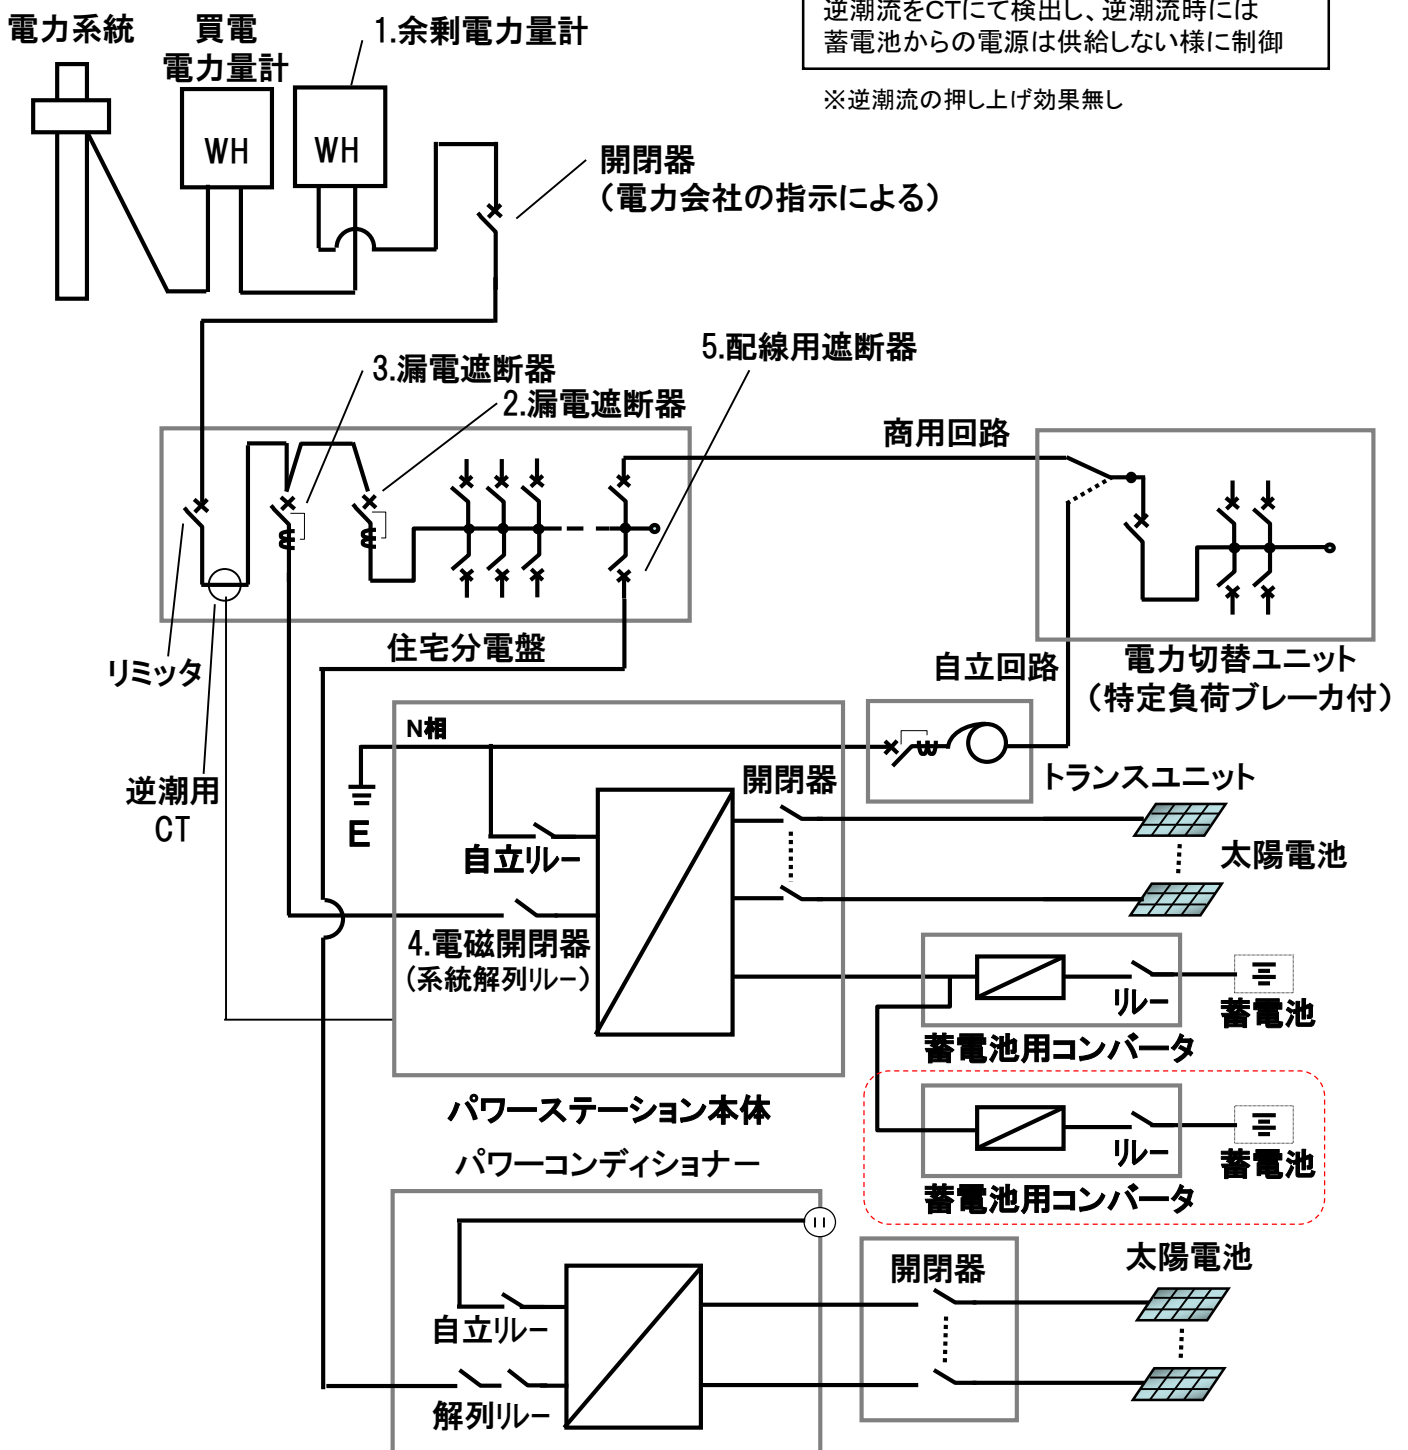 逆潮流をCTにて検出し、逆潮流時には
蓄電池からの電源は供給しない様に制御
※逆潮流の押し上げ効果無し
電力系統
買電
電力量計
1.余剰電力量計
WH
WH
開閉器
（電力会社の指示による）
5.配線用遮断器
3.漏電遮断器
2.漏電遮断器
商用回路
リミッタ
住宅分電盤
自立回路
電力切替ユニット
（特定負荷ブレーカ付）
N相
逆潮用
CT
E
開閉器
トランスユニット
自立リレー
太陽電池
4.電磁開閉器
（系統解列リレー）
リレー
蓄電池
蓄電池用コンバータ
パワーステーション本体
リレー
蓄電池
蓄電池用コンバータ
パワーコンディショナー
開閉器
太陽電池
自立リレー
解列リレー